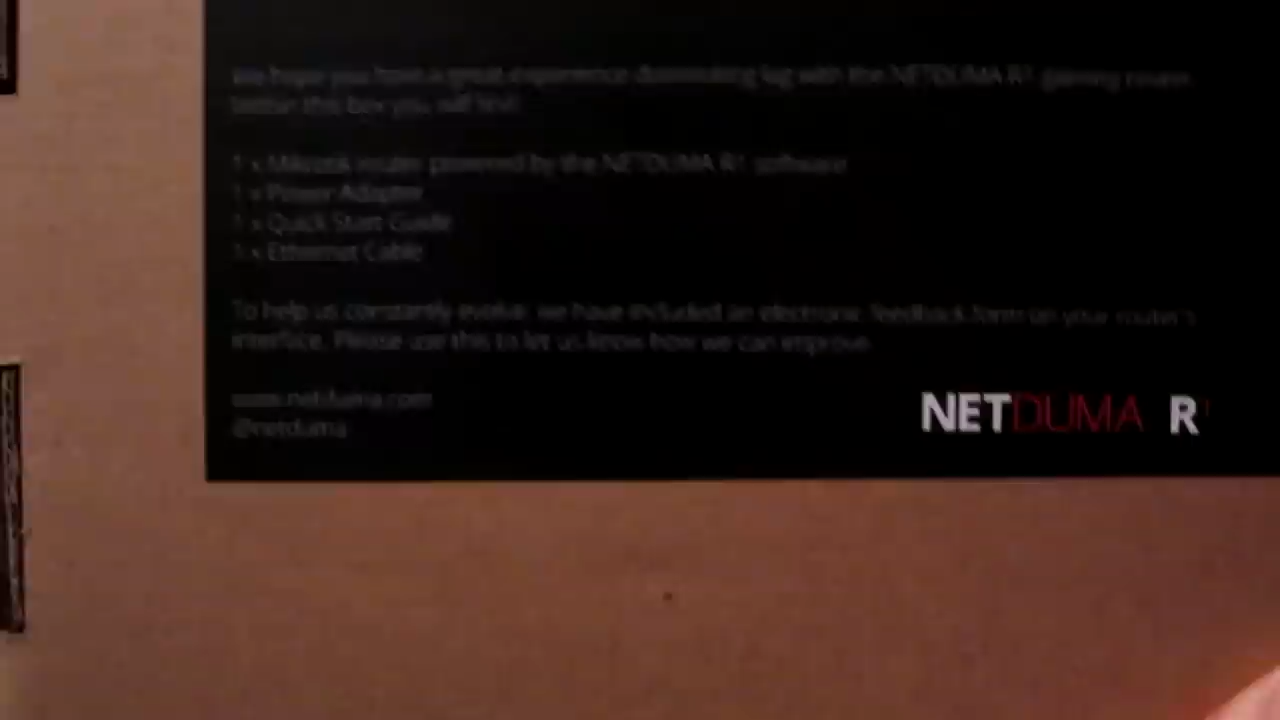 We hope you have a great experience dominating lag with the NETDUMA R1 gaming router.
this box you will find:
1 x Mikrotik router powered by the NETDUMA R1 software
1 x Power Adapter
1 x Quick Start Guide
1 x Ethernet Cable
To help us constantly evolve, we have included an electronic feedback form on your router's
interface. Please use this to let us know how we can improve.
www.netduma.com
@netduma
NETDUMA R1